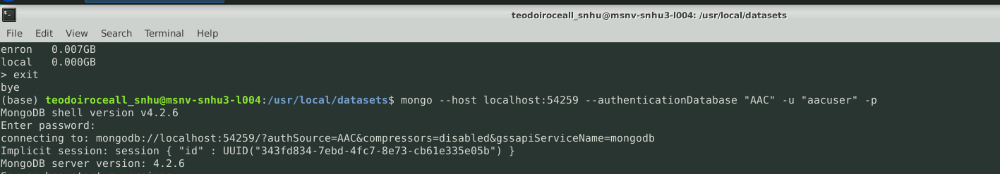 teodoiroceall_snhu@msnv-snhu3-l004: /usr/local/datasets
File Edit View Search Terminal Help
enron   0.007GB
local   0.000GB
> exit
bye
(base) teodoiroceall_snhu@msnv-snhu3-l004:/usr/local/datasets$ mongo --host localhost:54259 --authenticationDatabase "AAC" -u "aacuser" -p
MongoDB shell version v4.2.6
Enter password:
connecting to: mongodb://localhost:54259/?authSource=AAC&compressors=disabled&gssapiServiceName=mongodb
Implicit session: session { "id" : UUID("343fd834-7ebd-4fc7-8e73-cb61e335e05b") }
MongoDB server version: 4.2.6